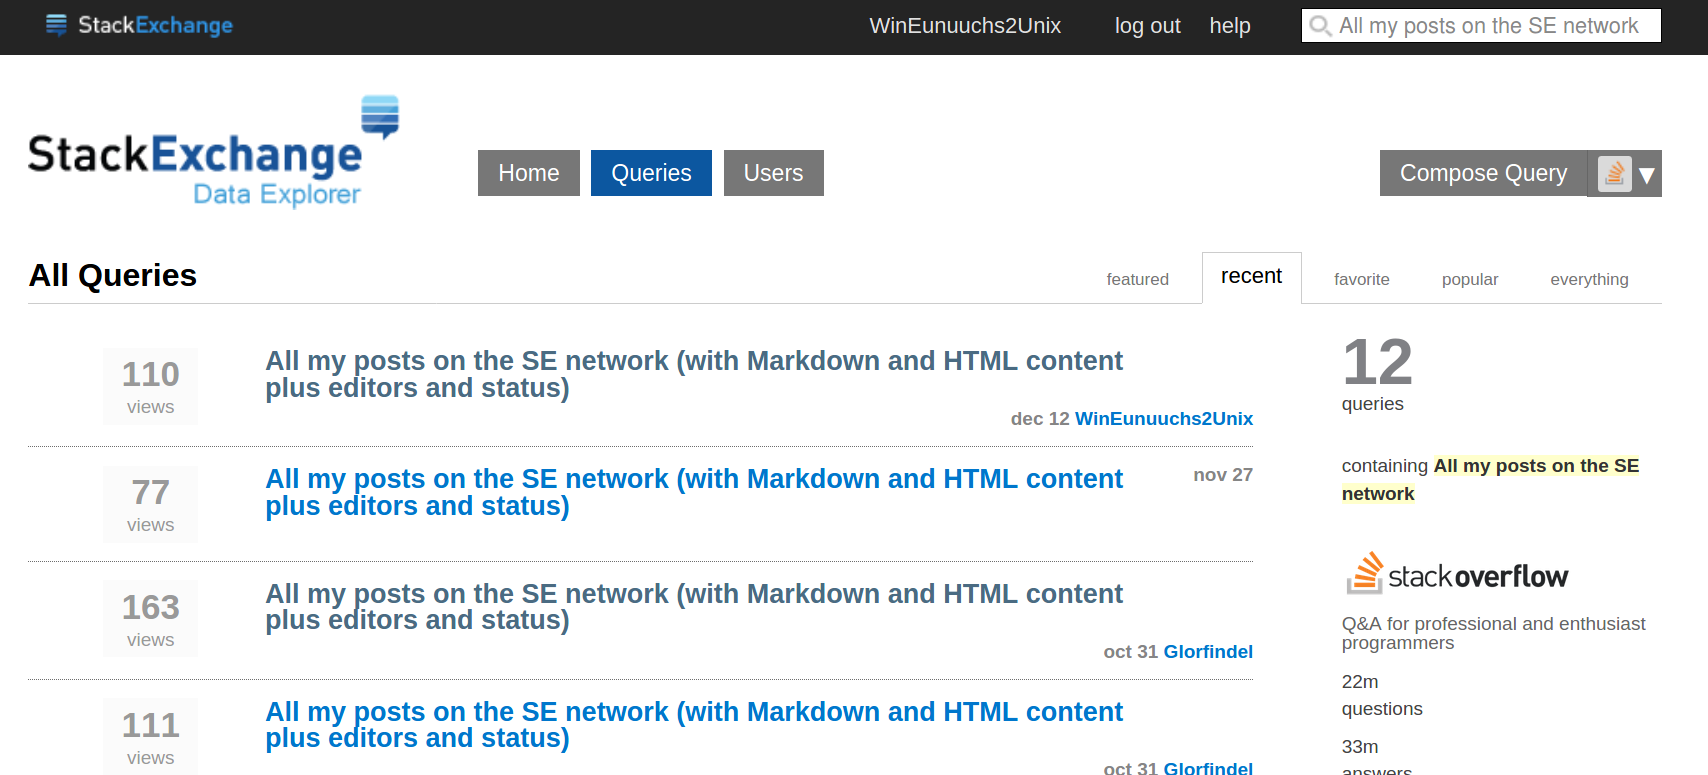 StackExchange WinEunuuchs2Unix log out help All my posts on the SE network
StackExchange
Data Explorer
Home Queries Users Compose Query ▼
All Queries featured recent favorite popular everything
110
views
All my posts on the SE network (with Markdown and HTML content
plus editors and status)
dec 12 WinEunuuchs2Unix
77
views
All my posts on the SE network (with Markdown and HTML content
plus editors and status)
nov 27
163
views
All my posts on the SE network (with Markdown and HTML content
plus editors and status)
oct 31 Glorfindel
111
views
All my posts on the SE network (with Markdown and HTML content
plus editors and status)
oct 31 Glorfindel
12
queries
containing All my posts on the SE
network
stackoverflow
Q&A for professional and enthusiast
programmers
22m
questions
33m
answers